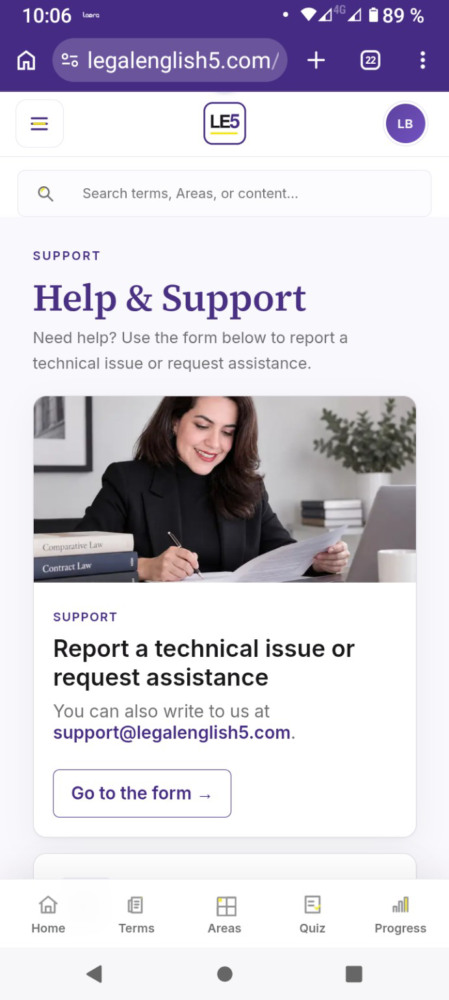 10:06 Loora 4G 89 %
legalenglish5.com/
22
LE5
LB
Search terms, Areas, or content...
SUPPORT
Help & Support
Need help? Use the form below to report a
technical issue or request assistance.
Comparative Law
Contract Law
SUPPORT
Report a technical issue or
request assistance
You can also write to us at
support@legalenglish5.com.
Go to the form →
Home
Terms
Areas
Quiz
Progress